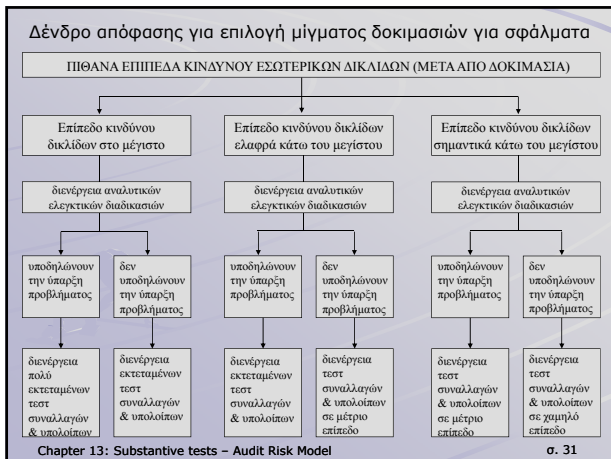 Δένδρο απόφασης για επιλογή μίγματος δοκιμασιών για σφάλματα
ΠΙΘΑΝΑ ΕΠΙΠΕΔΑ ΚΙΝΔΥΝΟΥ ΕΣΩΤΕΡΙΚΩΝ ΔΙΚΛΙΔΩΝ (ΜΕΤΑ ΑΠΟ ΔΟΚΙΜΑΣΙΑ)
Επίπεδο κινδύνου
δικλίδων στο μέγιστο
Επίπεδο κινδύνου δικλίδων
ελαφρά κάτω του μεγίστου
Επίπεδο κινδύνου δικλίδων
σημαντικά κάτω του μεγίστου
διενέργεια αναλυτικών
ελεγκτικών διαδικασιών
διενέργεια αναλυτικών
ελεγκτικών διαδικασιών
διενέργεια αναλυτικών
ελεγκτικών διαδικασιών
υποδηλώνουν
την ύπαρξη
προβλήματος
δεν
υποδηλώνουν
την ύπαρξη
προβλήματος
υποδηλώνουν
την ύπαρξη
προβλήματος
δεν
υποδηλώνουν
την ύπαρξη
προβλήματος
υποδηλώνουν
την ύπαρξη
προβλήματος
δεν
υποδηλώνουν
την ύπαρξη
προβλήματος
διενέργεια
πολύ
εκτεταμένων
τεστ
συναλλαγών
& υπολοίπων
διενέργεια
εκτεταμένων
τεστ
συναλλαγών
& υπολοίπων
διενέργεια
εκτεταμένων
τεστ
συναλλαγών
& υπολοίπων
διενέργεια
τεστ
συναλλαγών
& υπολοίπων
σε μέτριο
επίπεδο
διενέργεια
τεστ
συναλλαγών
& υπολοίπων
σε μέτριο
επίπεδο
διενέργεια
τεστ
συναλλαγών
& υπολοίπων
σε χαμηλό
επίπεδο
Chapter 13: Substantive tests – Audit Risk Model
σ. 31